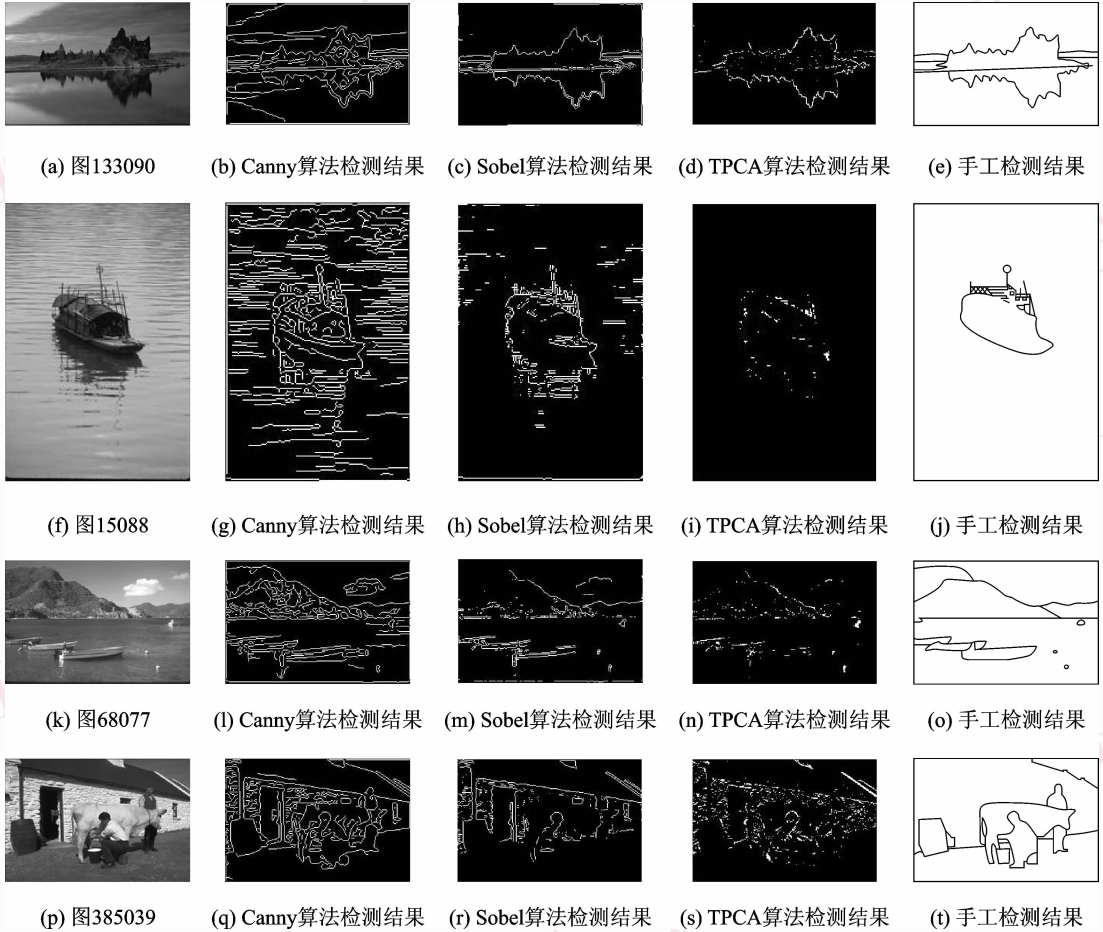 (a) 图133090 (b) Canny算法检测结果 (c) Sobel算法检测结果 (d) TPCA算法检测结果 (e) 手工检测结果
(f) 图15088 (g) Canny算法检测结果 (h) Sobel算法检测结果 (i) TPCA算法检测结果 (j) 手工检测结果
(k) 图68077 (l) Canny算法检测结果 (m) Sobel算法检测结果 (n) TPCA算法检测结果 (o) 手工检测结果
(p) 图385039 (q) Canny算法检测结果 (r) Sobel算法检测结果 (s) TPCA算法检测结果 (t) 手工检测结果